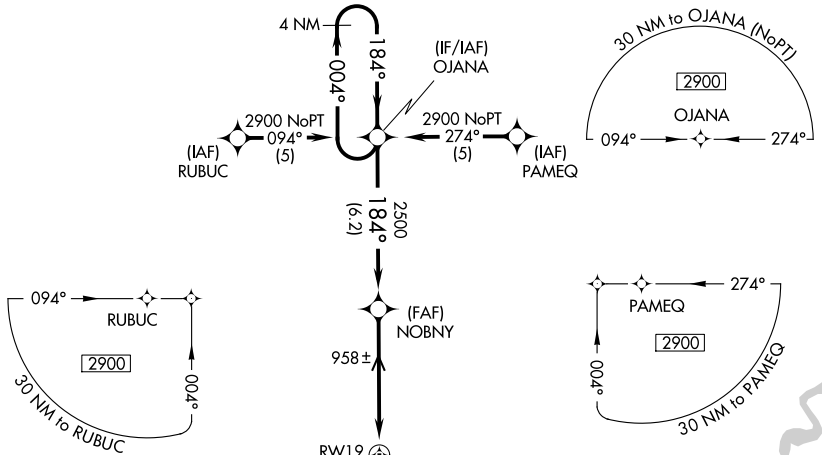 4 NM
184°
004°
(IF/IAF)
OJANA
2900 NoPT
094°
(5)
(IAF)
RUBUC
2900 NoPT
274°
(5)
(IAF)
PAMEQ
30 NM to OJANA (NoPT)
2900
OJANA
094°
274°
2500
184°
(6.2)
(FAF)
NOBNY
958±
RW19
094°
RUBUC
2900
004°
30 NM to RUBUC
274°
PAMEQ
2900
004°
30 NM to PAMEQ